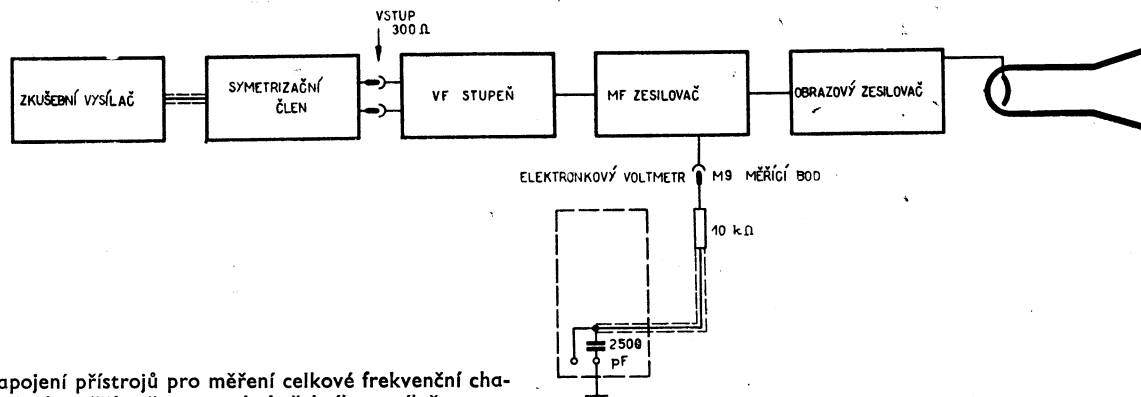 VSTUP
300 Ω
ZKUŠEBNÍ VYSÍLAČ
SYMETRIZAČNÍ
ČLEN
VF STUPEŇ
MF ZESILOVAČ
OBRAZOVÝ ZESILOVAČ
ELEKTRONKOVÝ VOLTMETR
M9 MĚŘÍCÍ BOD
10 kΩ
2500
pF
apojení přístrojů pro měření celkové frekvenční cha-